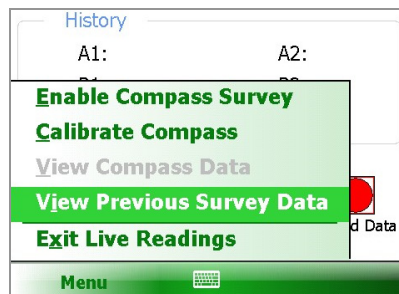 History
A1: A2:
Enable Compass Survey
Calibrate Compass
View Compass Data
View Previous Survey Data
d Data
Exit Live Readings
Menu